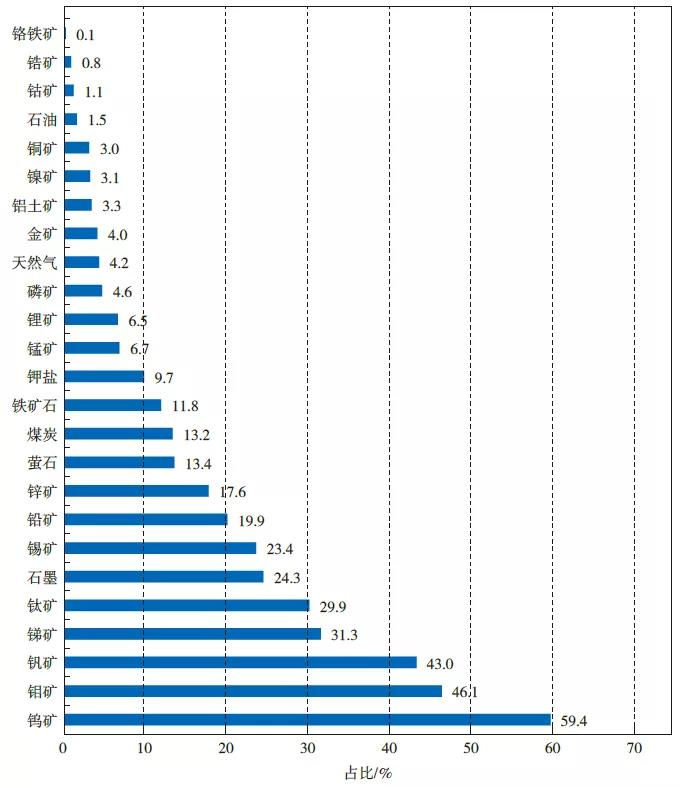 铬铁矿 0.1
锆矿 0.8
钴矿 1.1
石油 1.5
铜矿 3.0
镍矿 3.1
铝土矿 3.3
金矿 4.0
天然气 4.2
磷矿 4.6
锂矿 6.5
锰矿 6.7
钾盐 9.7
铁矿石 11.8
煤炭 13.2
萤石 13.4
锌矿 17.6
铅矿 19.9
锡矿 23.4
石墨 24.3
钛矿 29.9
锑矿 31.3
钒矿 43.0
钼矿 46.1
钨矿 59.4
0 10 20 30 40 50 60 70
占比/%